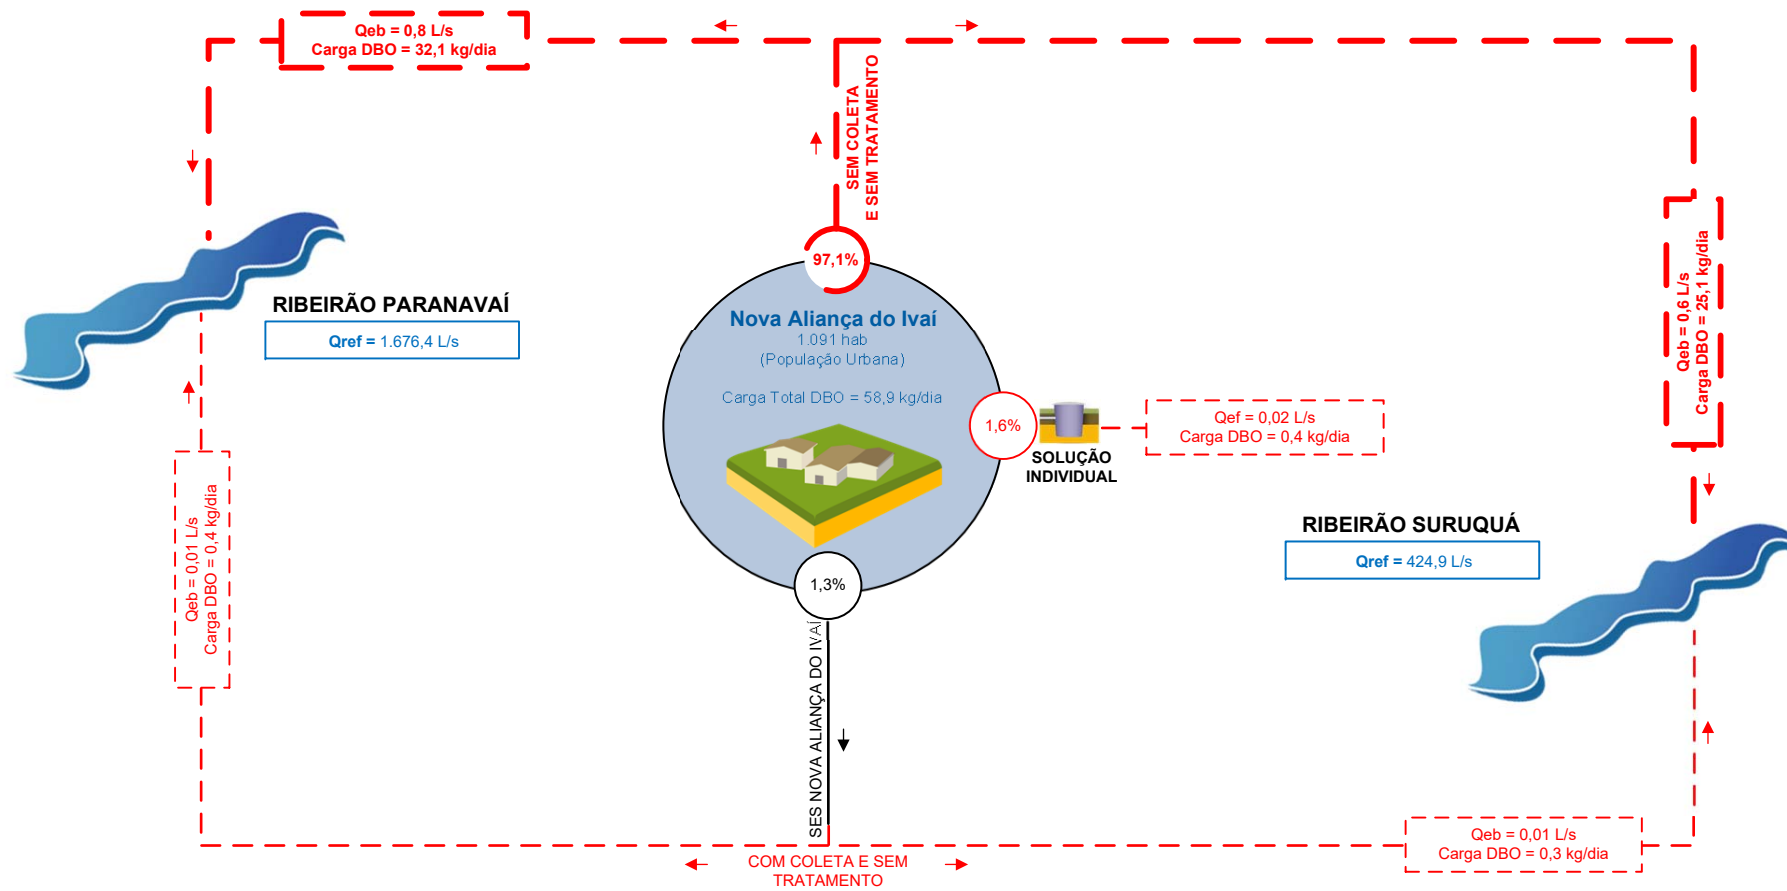 Qeb = 0,8 L/s
Carga DBO = 32,1 kg/dia
SEM COLETA
E SEM TRATAMENTO
97,1%
RIBEIRÃO PARANAVAÍ
Qref = 1.676,4 L/s
Nova Aliança do Ivaí
1.091 hab
(População Urbana)
Carga Total DBO = 58,9 kg/dia
1,6%
SOLUÇÃO
INDIVIDUAL
Qef = 0,02 L/s
Carga DBO = 0,4 kg/dia
Qeb = 0,6 L/s
Carga DBO = 25,1 kg/dia
RIBEIRÃO SURUQUÁ
Qref = 424,9 L/s
Qeb = 0,01 L/s
Carga DBO = 0,4 kg/dia
1,3%
SES NOVA ALIANÇA DO IVAÍ
COM COLETA E SEM
TRATAMENTO
Qeb = 0,01 L/s
Carga DBO = 0,3 kg/dia